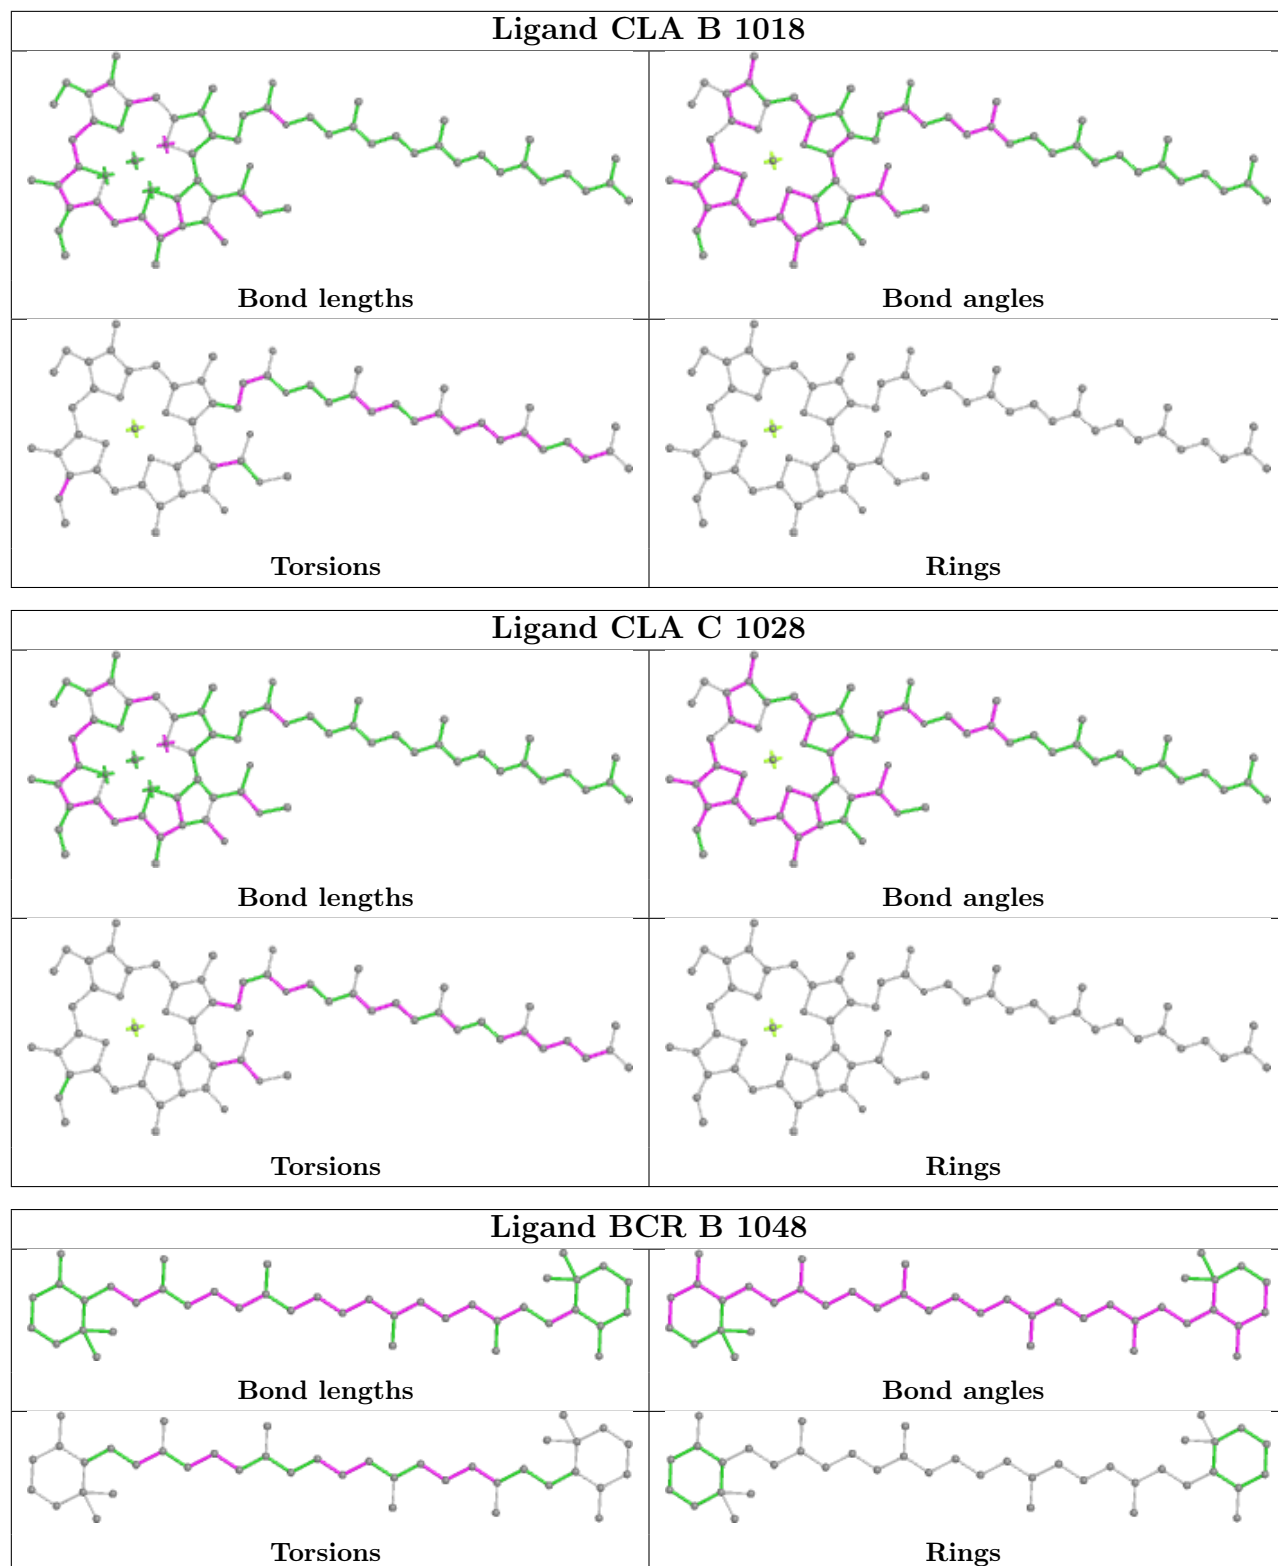 Ligand CLA B 1018
Bond lengths
Bond angles
Torsions
Rings
Ligand CLA C 1028
Bond lengths
Bond angles
Torsions
Rings
Ligand BCR B 1048
Bond lengths
Bond angles
Torsions
Rings